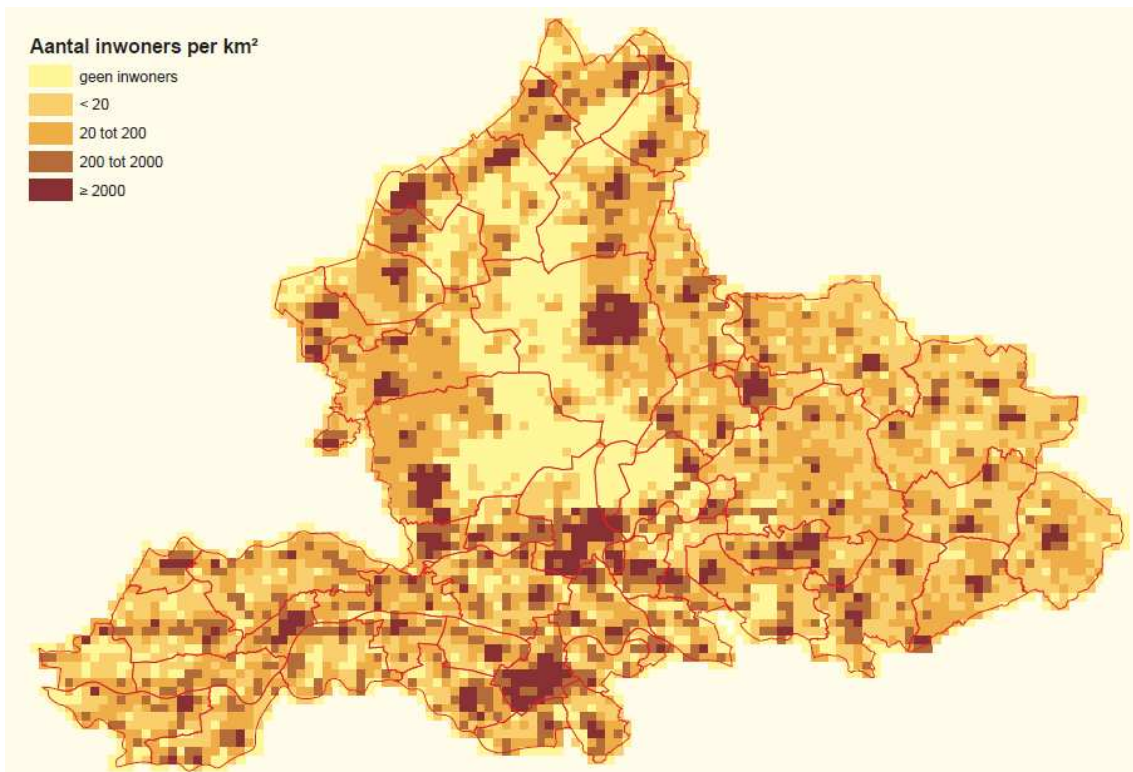 Aantal inwoners per km²
geen inwoners
< 20
20 tot 200
200 tot 2000
≥ 2000